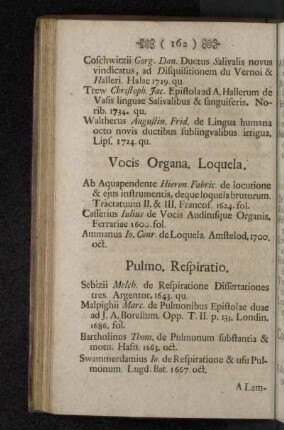 ( 162 )
Coschwitzii Gorg. Dan. Ductus Salivalis novus
vindicatus, ad Disquisitionem du Vernoi &
Halleri. Halae 1729. qu.
Trew Christoph. Jac. Epistola ad A. Hallerum de
Vasis linguae Salivalibus & sanguiferis. No-
rib. 1734. qu.
Waltherus Augustin. Frid. de Lingua humana
octo novis ductibus sublingvalibus irrigua,
Lips. 1724. qu.
Vocis Organa, Loquela.
Ab Aquapendente Hieron. Fabric. de locutione
& ejus instrumentis, deque loquela brutorum.
Tractatuum II. & III. Francof. 1624. fol.
Casserius Iulius de Vocis Auditusque Organis,
Ferrariae 1600. fol.
Ammanus Io. Conr. de Loquela. Amstelod. 1700.
oct.
Pulmo. Respiratio.
Sebizii Melch. de Respiratione Dissertationes
tres. Argentor. 1643. qu.
Malpighii Marc. de Pulmonibus Epistolae duae
ad J. A. Borellum. Opp. T. II. p. 133. Londin.
1686. fol.
Bartholinus Thom. de Pulmonum substantia &
motu. Hafn. 1663. oct.
Swammerdamius Io. de Respiratione & usu Pul-
monum. Lugd. Bat. 1667. oct.
A Lam-